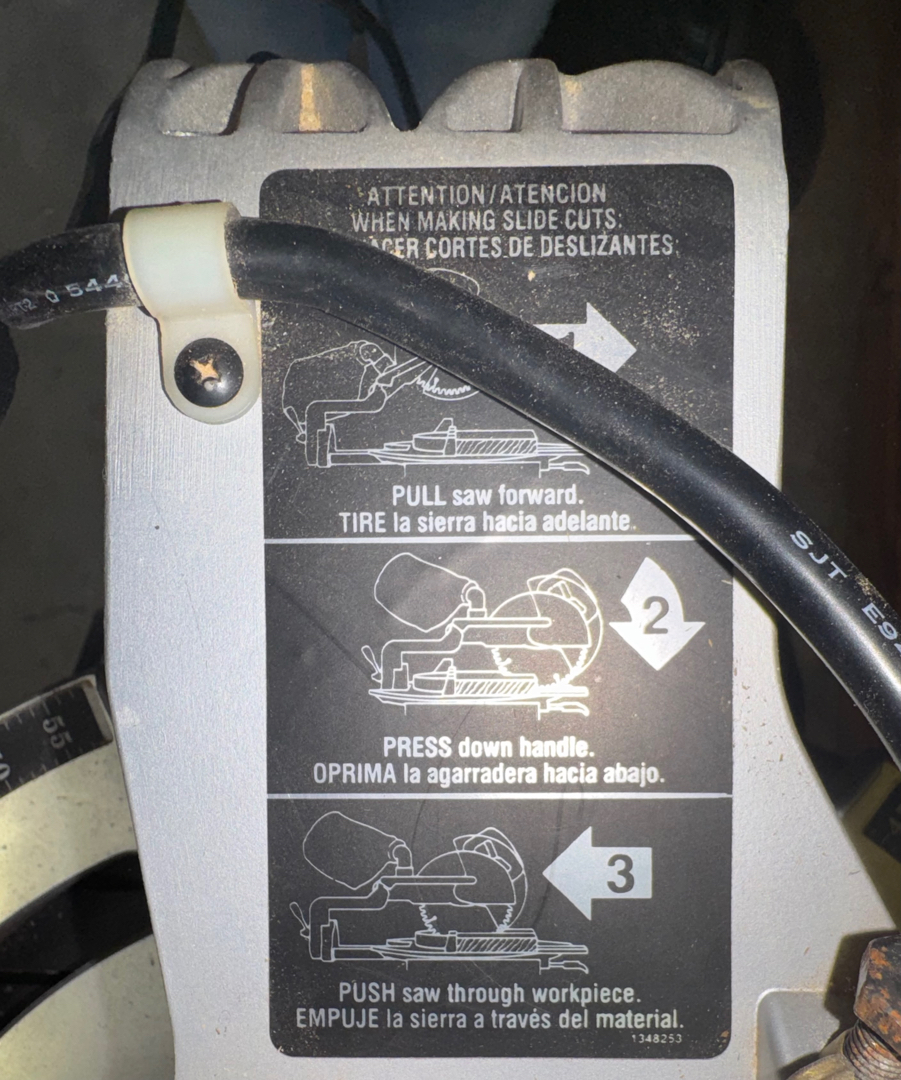 ATTENTION/ATENCION
WHEN MAKING SLIDE CUTS:
CORTES DE DESLIZANTES
544
PULL saw forward.
TIRE la sierra hacia adelante.
SJT
2
55
PRESS down handle.
OPRIMA la agarradera hacia abajo.
3
PUSH saw through workpiece.
EMPUJE la sierra a través del material.
1348253